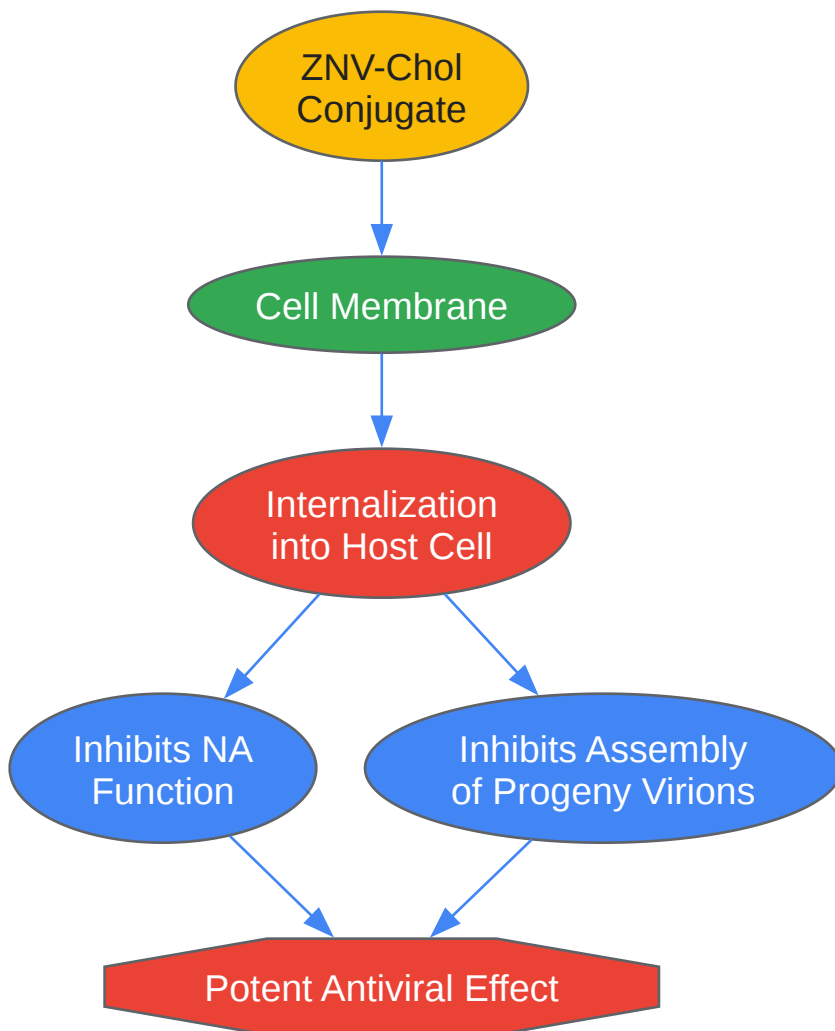 ZNV-Chol
Conjugate
Cell Membrane
Internalization
into Host Cell
Inhibits NA
Function
Inhibits Assembly
of Progeny Virions
Potent Antiviral Effect